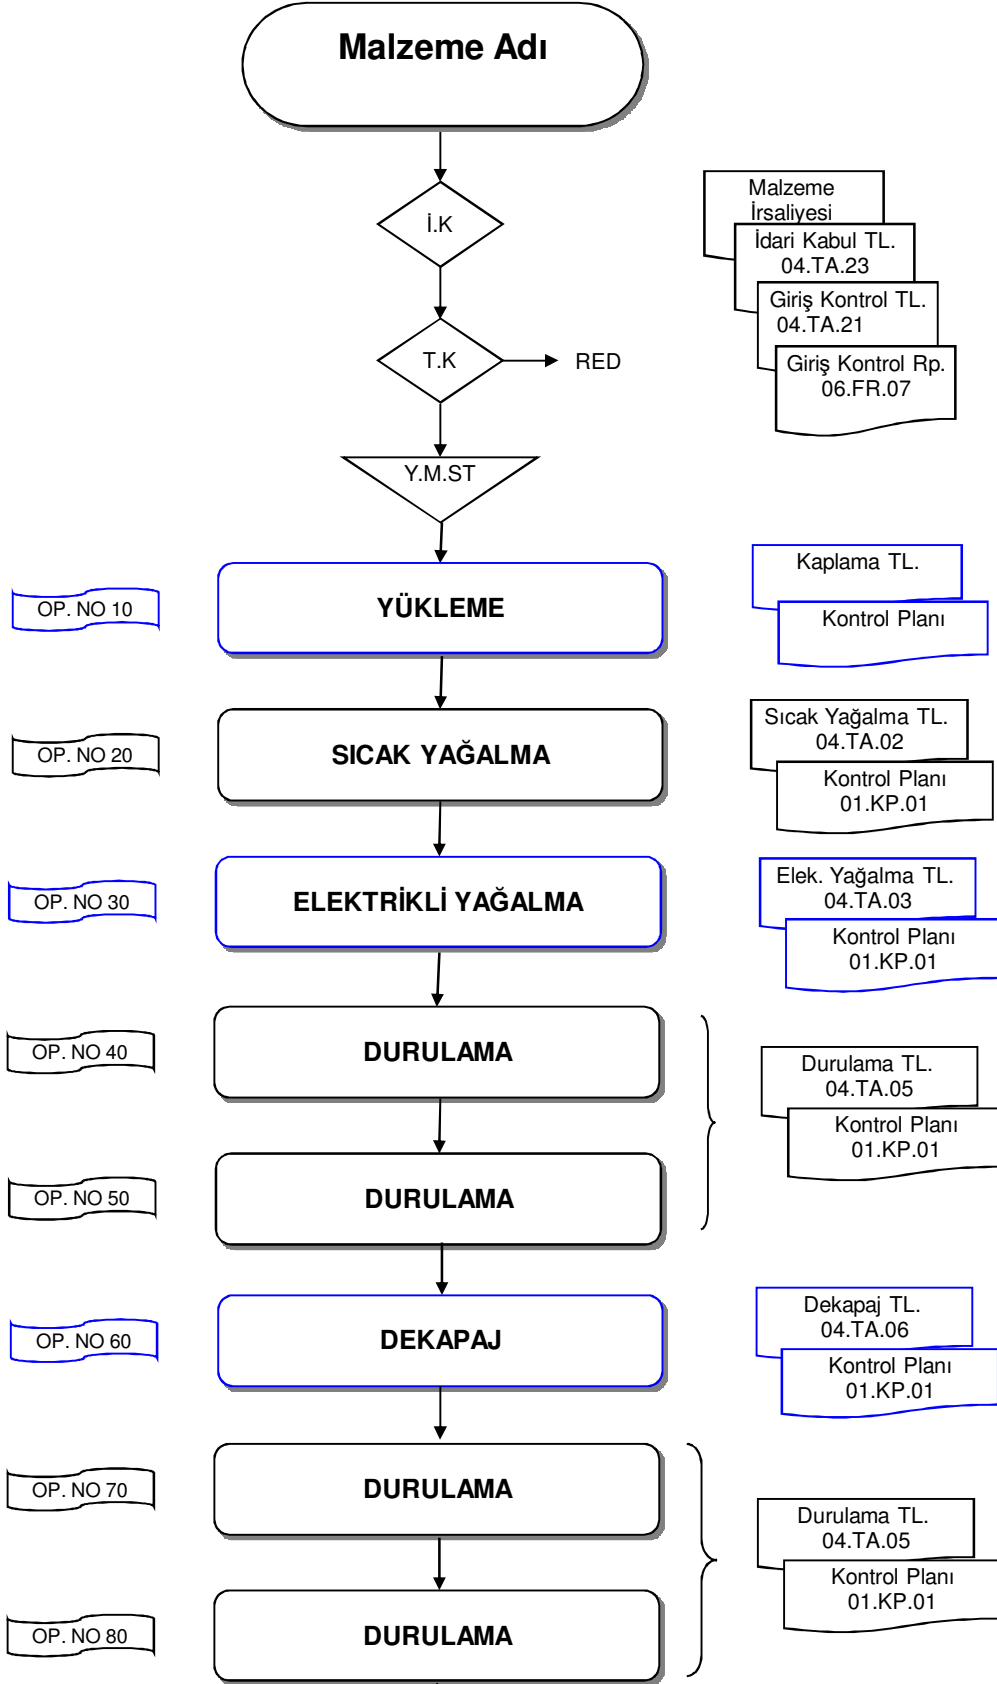 Malzeme Adı
İ.K
Malzeme
İrsaliyesi
İdari Kabul TL.
04.TA.23
Giriş Kontrol TL.
04.TA.21
Giriş Kontrol Rp.
06.FR.07
T.K
RED
Y.M.ST
OP. NO 10
YÜKLEME
Kaplama TL.
Kontrol Planı
OP. NO 20
SICAK YAĞALMA
Sıcak Yağalma TL.
04.TA.02
Kontrol Planı
01.KP.01
OP. NO 30
ELEKTRİKLİ YAĞALMA
Elek. Yağalma TL.
04.TA.03
Kontrol Planı
01.KP.01
OP. NO 40
DURULAMA
Durulama TL.
04.TA.05
Kontrol Planı
01.KP.01
OP. NO 50
DURULAMA
OP. NO 60
DEKAPAJ
Dekapaj TL.
04.TA.06
Kontrol Planı
01.KP.01
OP. NO 70
DURULAMA
Durulama TL.
04.TA.05
Kontrol Planı
01.KP.01
OP. NO 80
DURULAMA